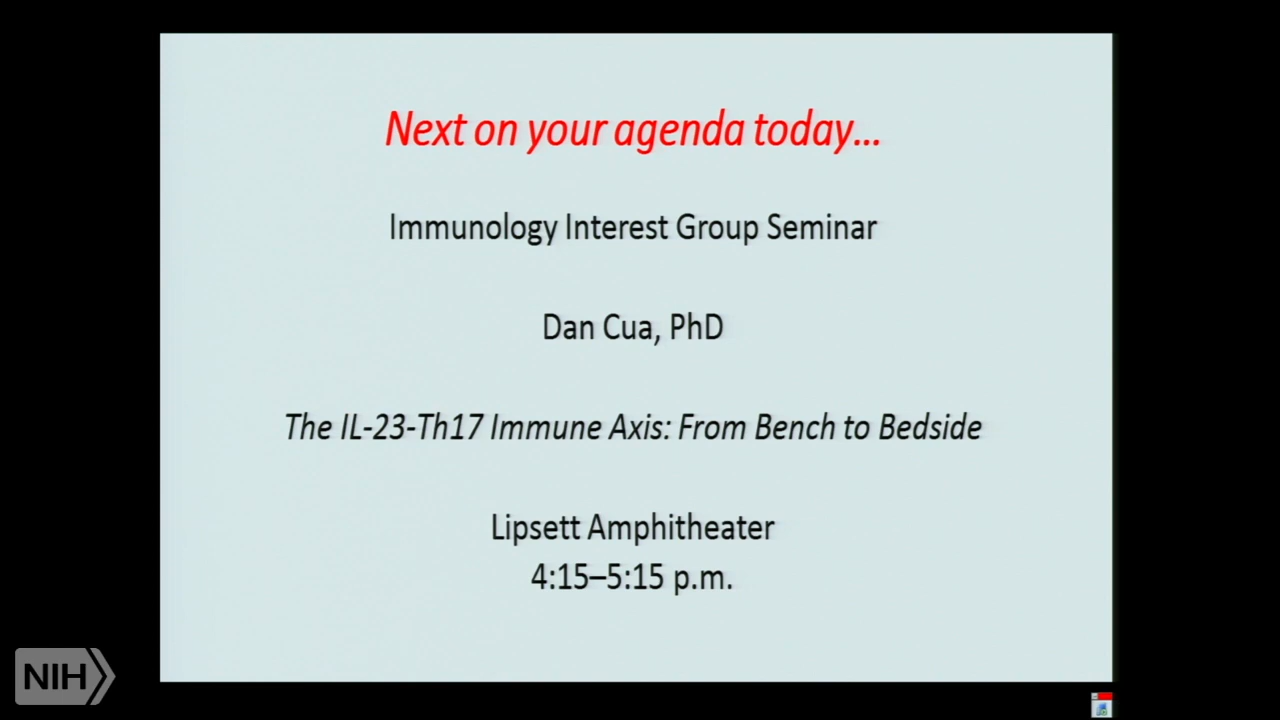 Next on your agenda today...
Immunology Interest Group Seminar
Dan Cua, PhD
The IL-23-Th17 Immune Axis: From Bench to Bedside
Lipsett Amphitheater
4:15–5:15 p.m.
NIH